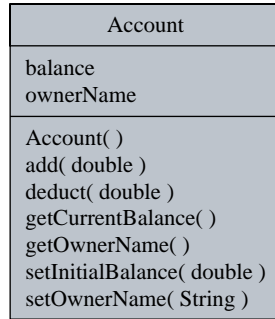 Account
balance
ownerName
Account( )
add( double )
deduct( double )
getCurrentBalance( )
getOwnerName( )
setInitialBalance( double )
setOwnerName( String )